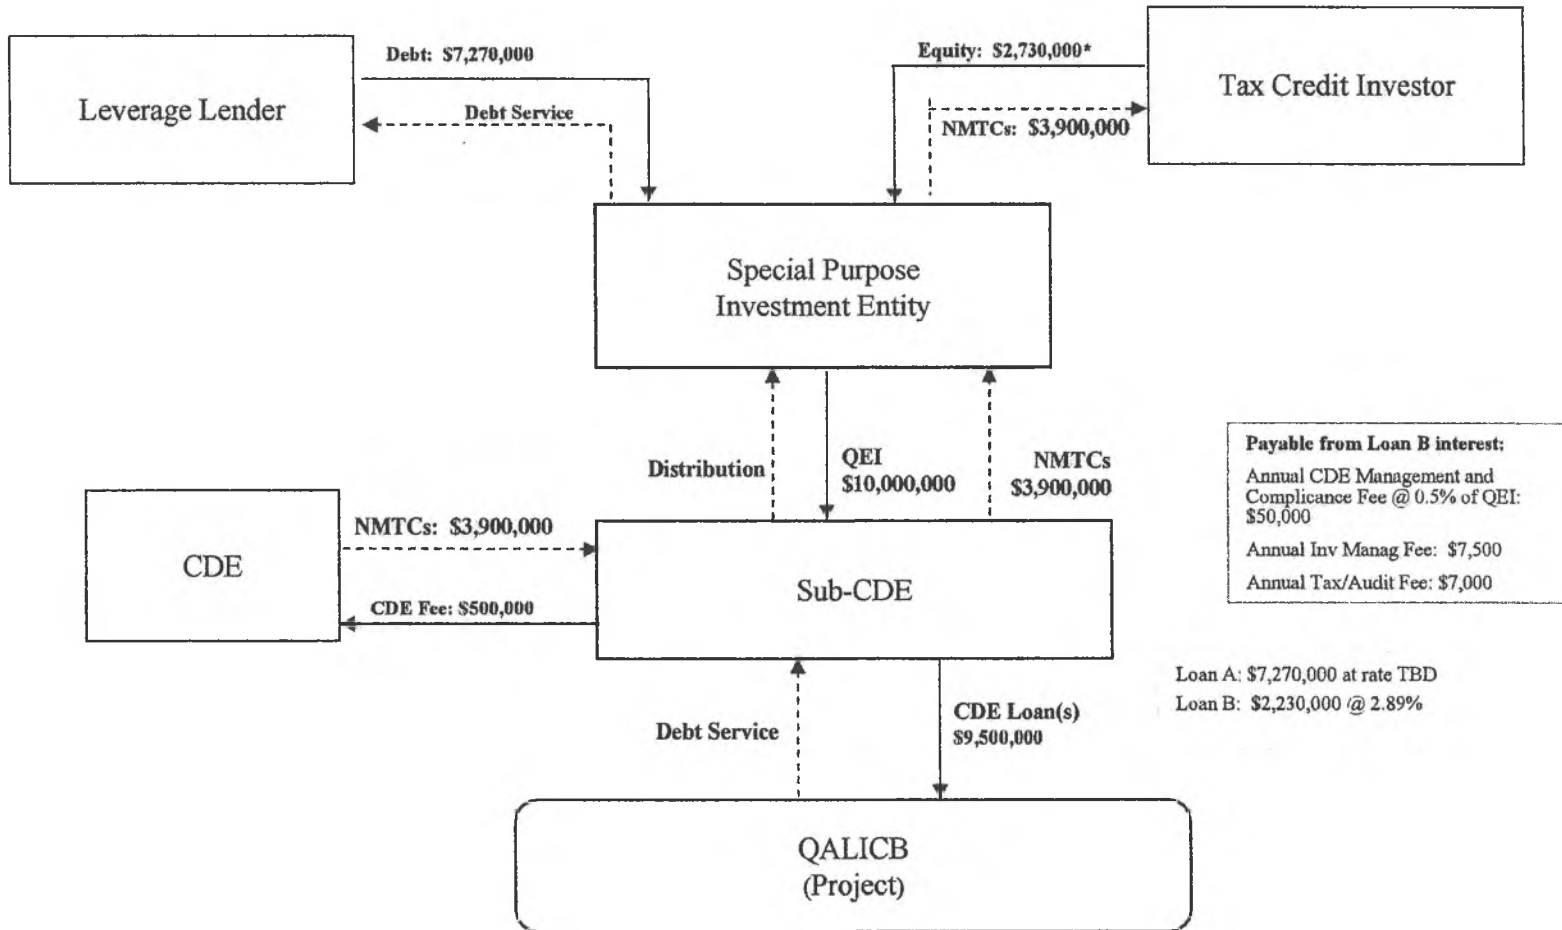 Leverage Lender
Debt: $7,270,000
Debt Service
Equity: $2,730,000*
NMTCs: $3,900,000
Tax Credit Investor
Special Purpose
Investment Entity
Distribution
QEI
$10,000,000
NMTCs
$3,900,000
Payable from Loan B interest:
Annual CDE Management and
Complicance Fee @ 0.5% of QEI:
$50,000
Annual Inv Manag Fee: $7,500
Annual Tax/Audit Fee: $7,000
CDE
NMTCs: $3,900,000
CDE Fee: $500,000
Sub-CDE
Loan A: $7,270,000 at rate TBD
Loan B: $2,230,000 @ 2.89%
Debt Service
CDE Loan(s)
$9,500,000
QALICB
(Project)